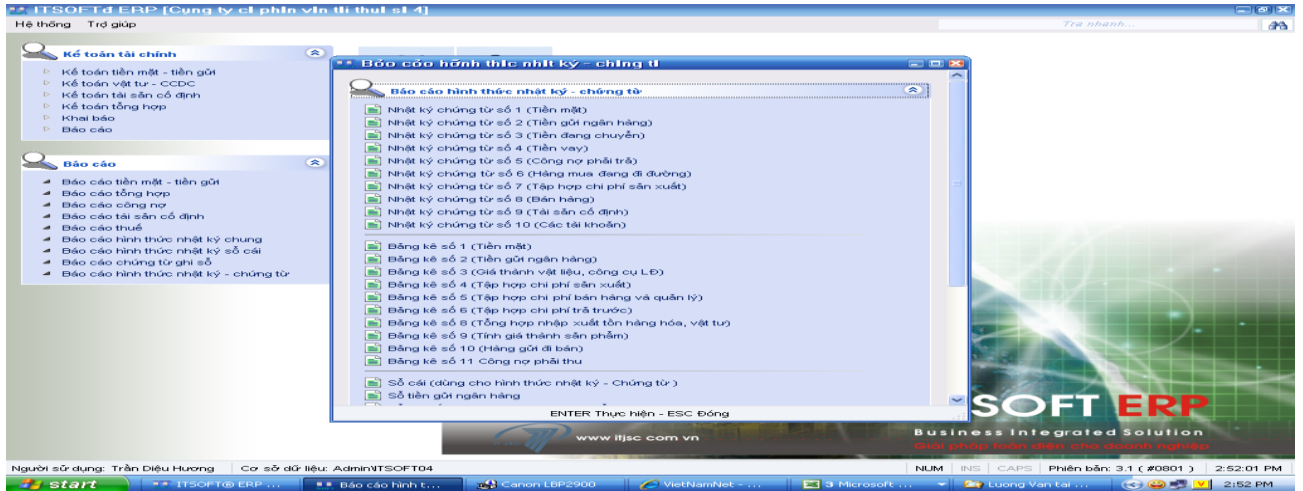 ITSOFTđ ERP [Cụng ty cl phln vln tli thul sl 4]
Hệ thống Trợ giúp
Tra nhanh...
Kế toán tài chính
Kế toán tiền mặt - tiền gửi
Kế toán vật tư - CCDC
Kế toán tài sản cố định
Kế toán tổng hợp
Khai báo
Báo cáo
Báo cáo
Báo cáo tiền mặt - tiền gửi
Báo cáo tổng hợp
Báo cáo công nợ
Báo cáo tài sản cố định
Báo cáo thuế
Báo cáo hình thức nhật ký chung
Báo cáo hình thức nhật ký sổ cái
Báo cáo chứng từ ghi sổ
Báo cáo hình thức nhật ký - chứng từ
Bỏo cỏo hỡnh thlc nhlt ký - chlng tl
Báo cáo hình thức nhật ký - chứng từ
Nhật ký chứng từ số 1 (Tiền mặt)
Nhật ký chứng từ số 2 (Tiền gửi ngân hàng)
Nhật ký chứng từ số 3 (Tiền đang chuyển)
Nhật ký chứng từ số 4 (Tiền vay)
Nhật ký chứng từ số 5 (Công nợ phải trả)
Nhật ký chứng từ số 6 (Hàng mua đang đi đường)
Nhật ký chứng từ số 7 (Tập hợp chi phí sản xuất)
Nhật ký chứng từ số 8 (Bán hàng)
Nhật ký chứng từ số 9 (Tài sản cố định)
Nhật ký chứng từ số 10 (Các tài khoản)
Bảng kê số 1 (Tiền mặt)
Bảng kê số 2 (Tiền gửi ngân hàng)
Bảng kê số 3 (Giá thành vật liệu, công cụ LĐ)
Bảng kê số 4 (Tập hợp chi phí sản xuất)
Bảng kê số 5 (Tập hợp chi phí bán hàng và quản lý)
Bảng kê số 6 (Tập hợp chi phí trả trước)
Bảng kê số 8 (Tổng hợp nhập xuất tồn hàng hóa, vật tư)
Bảng kê số 9 (Tính giá thành sản phẩm)
Bảng kê số 10 (Hàng gửi đi bán)
Bảng kê số 11 Công nợ phải thu
Sổ cái (dùng cho hình thức nhật ký - Chứng từ )
Sổ tiền gửi ngân hàng
ENTER Thực hiện - ESC Đóng
SOFT ERP
Business Integrated Solution
Giải pháp toàn diện cho doanh nghiệp
www itjsc com vn
Người sử dụng: Trần Diệu Hương Cơ sở dữ liệu: Admin\ITSOFT04 NUM INS CAPS Phiên bản: 3.1 ( #0801 ) 2:52:01 PM
start ITSOFT® ERP ... Báo cáo hình t... Canon LBP2900 VietNamNet - ... 3 Microsoft ... Luong Van tai ... V 2:52 PM